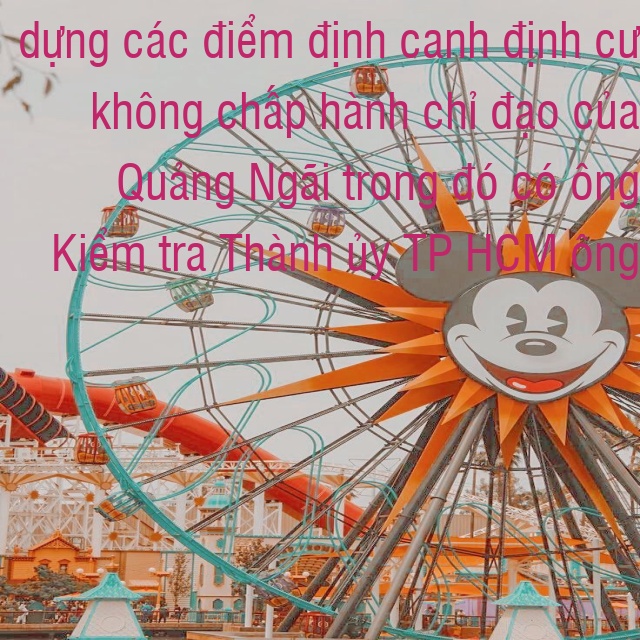 dựng các điểm định canh định cư
không chấp hành chỉ đạo của
Quảng Ngãi trong đó có ông
Kiểm tra Thành ủy TP HCM ông